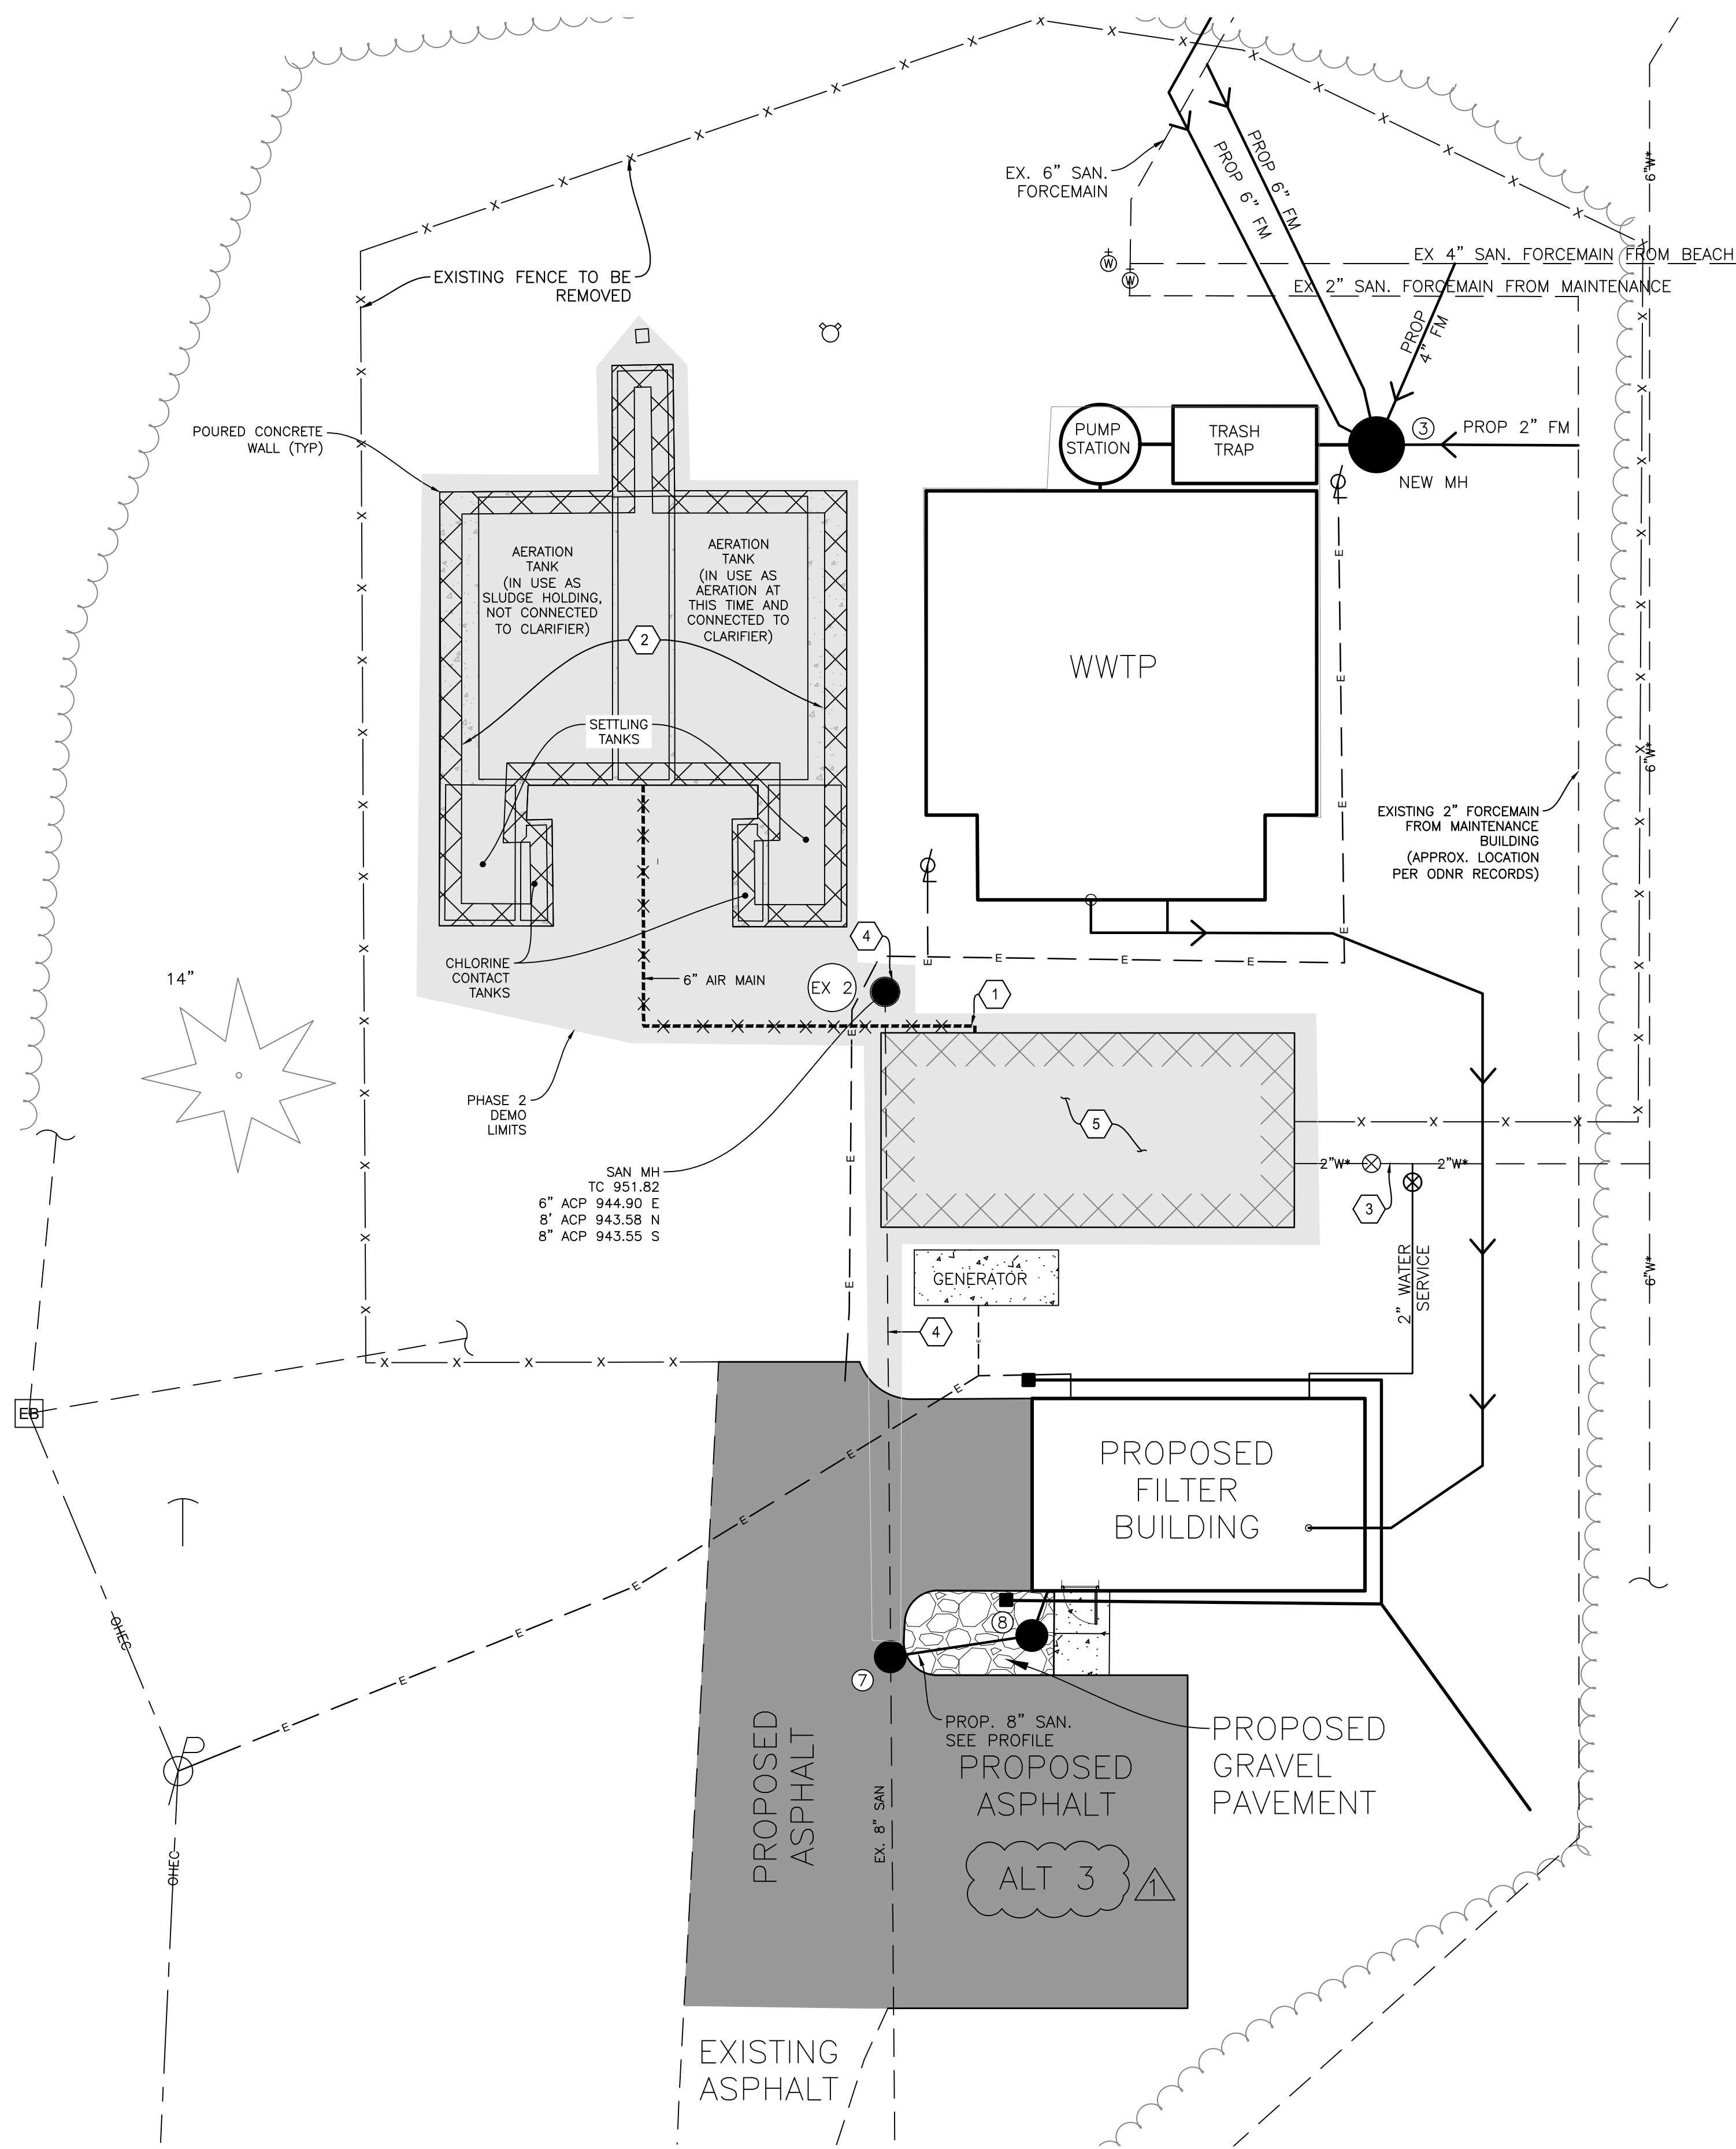 EX. 6" SAN.
FORCEMAIN
PROP 6" FM
PROP 6" FM
6"W*
EX 4" SAN. FORCEMAIN FROM BEACH
EX 2" SAN. FORCEMAIN FROM MAINTENANCE
W
W
EXISTING FENCE TO BE
REMOVED
PROP
4" FM
POURED CONCRETE
WALL (TYP)
PUMP
STATION
TRASH
TRAP
3
PROP 2" FM
NEW MH
AERATION
TANK
(IN USE AS
SLUDGE HOLDING,
NOT CONNECTED
TO CLARIFIER)
AERATION
TANK
(IN USE AS
AERATION AT
THIS TIME AND
CONNECTED TO
CLARIFIER)
2
WWTP
SETTLING
TANKS
6"W*
EXISTING 2" FORCEMAIN
FROM MAINTENANCE
BUILDING
(APPROX. LOCATION
PER ODNR RECORDS)
CHLORINE
CONTACT
TANKS
6" AIR MAIN
4
EX 2
1
14"
PHASE 2
DEMO
LIMITS
5
SAN MH
TC 951.82
6" ACP 944.90 E
8' ACP 943.58 N
8" ACP 943.55 S
2"W*
2"W*
3
2" WATER
SERVICE
6"W*
GENERATOR
4
EB
PROPOSED
FILTER
BUILDING
OHEC
8
7
PROP. 8" SAN.
SEE PROFILE
PROPOSED
GRAVEL
PAVEMENT
PROPOSED
ASPHALT
PROPOSED
ASPHALT
EX. 8" SAN
OHEC
ALT 3
1
EXISTING
ASPHALT